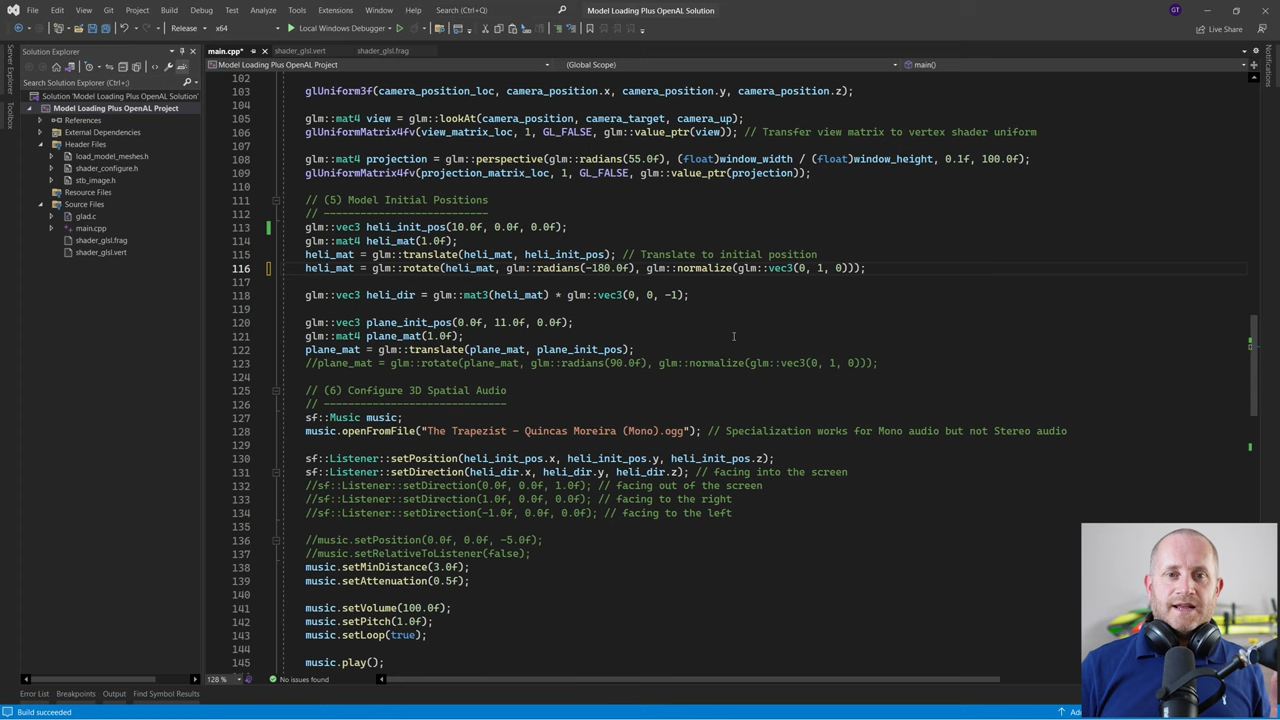 File Edit View Git Project Build Debug Test Analyze Tools Extensions Window Help Search (Ctrl+;) Model Loading Plus OpenAL Solution GT
Release x64 Local Windows Debugger Live Share
Server Explorer
Toolbox
Notifications
Solution Explorer
Search Solution Explorer (Ctrl+;)
Solution 'Model Loading Plus OpenAL Solution'
Model Loading Plus OpenAL Project
References
External Dependencies
Header Files
load_model_meshes.h
shader_configure.h
stb_image.h
Resource Files
Source Files
glad.c
main.cpp
shader_glsl.frag
shader_glsl.vert
main.cpp* shader_glsl.vert shader_glsl.frag
Model Loading Plus OpenAL Project (Global Scope) main()
102
103 glUniform3f(camera_position_loc, camera_position.x, camera_position.y, camera_position.z);
104
105 glm::mat4 view = glm::lookAt(camera_position, camera_target, camera_up);
106 glUniformMatrix4fv(view_matrix_loc, 1, GL_FALSE, glm::value_ptr(view)); // Transfer view matrix to vertex shader uniform
107
108 glm::mat4 projection = glm::perspective(glm::radians(55.0f), (float)window_width / (float)window_height, 0.1f, 100.0f);
109 glUniformMatrix4fv(projection_matrix_loc, 1, GL_FALSE, glm::value_ptr(projection));
110
111 // (5) Model Initial Positions
112 // ---------------------------
113 glm::vec3 heli_init_pos(10.0f, 0.0f, 0.0f);
114 glm::mat4 heli_mat(1.0f);
115 heli_mat = glm::translate(heli_mat, heli_init_pos); // Translate to initial position
116 heli_mat = glm::rotate(heli_mat, glm::radians(-180.0f), glm::normalize(glm::vec3(0, 1, 0)));
117
118 glm::vec3 heli_dir = glm::mat3(heli_mat) * glm::vec3(0, 0, -1);
119
120 glm::vec3 plane_init_pos(0.0f, 11.0f, 0.0f);
121 glm::mat4 plane_mat(1.0f);
122 plane_mat = glm::translate(plane_mat, plane_init_pos);
123 //plane_mat = glm::rotate(plane_mat, glm::radians(90.0f), glm::normalize(glm::vec3(0, 1, 0)));
124
125 // (6) Configure 3D Spatial Audio
126 // ------------------------------
127 sf::Music music;
128 music.openFromFile("The Trapezist - Quincas Moreira (Mono).ogg"); // Specialization works for Mono audio but not Stereo audio
129
130 sf::Listener::setPosition(heli_init_pos.x, heli_init_pos.y, heli_init_pos.z);
131 sf::Listener::setDirection(heli_dir.x, heli_dir.y, heli_dir.z); // facing into the screen
132 //sf::Listener::setDirection(0.0f, 0.0f, 1.0f); // facing out of the screen
133 //sf::Listener::setDirection(1.0f, 0.0f, 0.0f); // facing to the right
134 //sf::Listener::setDirection(-1.0f, 0.0f, 0.0f); // facing to the left
135
136 //music.setPosition(0.0f, 0.0f, -5.0f);
137 //music.setRelativeToListener(false);
138 music.setMinDistance(3.0f);
139 music.setAttenuation(0.5f);
140
141 music.setVolume(100.0f);
142 music.setPitch(1.0f);
143 music.setLoop(true);
144
145 music.play();
128 % No issues found
Error List Breakpoints Output Find Symbol Results
Build succeeded